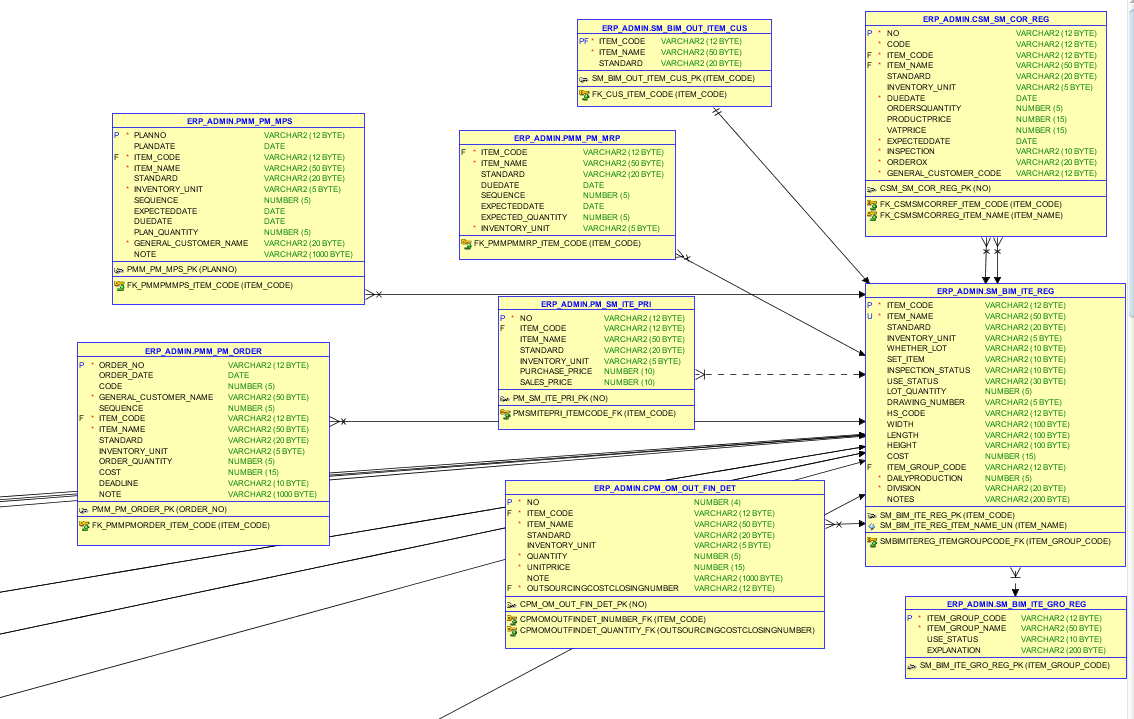 ERP_ADMIN.SM_BIM_OUT_ITEM_CUS
PF * ITEM_CODE VARCHAR2 (12 BYTE)
* ITEM_NAME VARCHAR2 (50 BYTE)
STANDARD VARCHAR2 (20 BYTE)
SM_BIM_OUT_ITEM_CUS_PK (ITEM_CODE)
FK_CUS_ITEM_CODE (ITEM_CODE)
ERP_ADMIN.CSM_SM_COR_REG
P * NO VARCHAR2 (12 BYTE)
* CODE VARCHAR2 (12 BYTE)
F * ITEM_CODE VARCHAR2 (12 BYTE)
F * ITEM_NAME VARCHAR2 (50 BYTE)
STANDARD VARCHAR2 (20 BYTE)
INVENTORY_UNIT VARCHAR2 (5 BYTE)
* DUEDATE DATE
ORDERSQUANTITY NUMBER (5)
PRODUCTPRICE NUMBER (15)
VATPRICE NUMBER (15)
* EXPECTEDDATE DATE
* INSPECTION VARCHAR2 (10 BYTE)
* ORDEROX VARCHAR2 (20 BYTE)
* GENERAL_CUSTOMER_CODE VARCHAR2 (12 BYTE)
CSM_SM_COR_REG_PK (NO)
FK_CSMSMCORREF_ITEM_CODE (ITEM_CODE)
FK_CSMSMCORREG_ITEM_NAME (ITEM_NAME)
ERP_ADMIN.PMM_PM_MPS
P * PLANNO VARCHAR2 (12 BYTE)
PLANDATE DATE
F * ITEM_CODE VARCHAR2 (12 BYTE)
* ITEM_NAME VARCHAR2 (50 BYTE)
STANDARD VARCHAR2 (20 BYTE)
* INVENTORY_UNIT VARCHAR2 (5 BYTE)
SEQUENCE NUMBER (5)
EXPECTEDDATE DATE
DUEDATE DATE
PLAN_QUANTITY NUMBER (5)
* GENERAL_CUSTOMER_NAME VARCHAR2 (20 BYTE)
NOTE VARCHAR2 (1000 BYTE)
PMM_PM_MPS_PK (PLANNO)
FK_PMMPMMPS_ITEM_CODE (ITEM_CODE)
ERP_ADMIN.PMM_PM_MRP
F * ITEM_CODE VARCHAR2 (12 BYTE)
* ITEM_NAME VARCHAR2 (50 BYTE)
STANDARD VARCHAR2 (20 BYTE)
DUEDATE DATE
SEQUENCE NUMBER (5)
EXPECTEDDATE DATE
EXPECTED_QUANTITY NUMBER (5)
* INVENTORY_UNIT VARCHAR2 (5 BYTE)
FK_PMMPMMRP_ITEM_CODE (ITEM_CODE)
ERP_ADMIN.PM_SM_ITE_PRI
P * NO VARCHAR2 (12 BYTE)
F ITEM_CODE VARCHAR2 (12 BYTE)
ITEM_NAME VARCHAR2 (50 BYTE)
STANDARD VARCHAR2 (20 BYTE)
INVENTORY_UNIT VARCHAR2 (5 BYTE)
PURCHASE_PRICE NUMBER (10)
SALES_PRICE NUMBER (10)
PM_SM_ITE_PRI_PK (NO)
PMSMITEPRI_ITEMCODE_FK (ITEM_CODE)
ERP_ADMIN.SM_BIM_ITE_REG
P * ITEM_CODE VARCHAR2 (12 BYTE)
U * ITEM_NAME VARCHAR2 (50 BYTE)
STANDARD VARCHAR2 (20 BYTE)
INVENTORY_UNIT VARCHAR2 (5 BYTE)
WHETHER_LOT VARCHAR2 (10 BYTE)
SET_ITEM VARCHAR2 (10 BYTE)
INSPECTION_STATUS VARCHAR2 (10 BYTE)
USE_STATUS VARCHAR2 (30 BYTE)
LOT_QUANTITY NUMBER (5)
DRAWING_NUMBER VARCHAR2 (5 BYTE)
HS_CODE VARCHAR2 (12 BYTE)
WIDTH VARCHAR2 (100 BYTE)
LENGTH VARCHAR2 (100 BYTE)
HEIGHT VARCHAR2 (100 BYTE)
COST NUMBER (15)
F ITEM_GROUP_CODE VARCHAR2 (12 BYTE)
* DAILYPRODUCTION NUMBER (5)
* DIVISION VARCHAR2 (20 BYTE)
NOTES VARCHAR2 (200 BYTE)
SM_BIM_ITE_REG_PK (ITEM_CODE)
SM_BIM_ITE_REG_ITEM_NAME_UN (ITEM_NAME)
SMBIMITEREG_ITEMGROUPCODE_FK (ITEM_GROUP_CODE)
ERP_ADMIN.PMM_PM_ORDER
P * ORDER_NO VARCHAR2 (12 BYTE)
ORDER_DATE DATE
CODE NUMBER (5)
* GENERAL_CUSTOMER_NAME VARCHAR2 (50 BYTE)
SEQUENCE NUMBER (5)
F * ITEM_CODE VARCHAR2 (12 BYTE)
* ITEM_NAME VARCHAR2 (50 BYTE)
STANDARD VARCHAR2 (20 BYTE)
INVENTORY_UNIT VARCHAR2 (5 BYTE)
ORDER_QUANTITY NUMBER (5)
COST NUMBER (15)
DEADLINE VARCHAR2 (10 BYTE)
NOTE VARCHAR2 (1000 BYTE)
PMM_PM_ORDER_PK (ORDER_NO)
FK_PMMPMORDER_ITEM_CODE (ITEM_CODE)
ERP_ADMIN.CPM_OM_OUT_FIN_DET
P * NO NUMBER (4)
F * ITEM_CODE VARCHAR2 (12 BYTE)
* ITEM_NAME VARCHAR2 (50 BYTE)
STANDARD VARCHAR2 (20 BYTE)
INVENTORY_UNIT VARCHAR2 (5 BYTE)
* QUANTITY NUMBER (5)
* UNITPRICE NUMBER (15)
NOTE VARCHAR2 (1000 BYTE)
F * OUTSOURCINGCOSTCLOSINGNUMBER VARCHAR2 (12 BYTE)
CPM_OM_OUT_FIN_DET_PK (NO)
CPMOMOUTFINDET_INUMBER_FK (ITEM_CODE)
CPMOMOUTFINDET_QUANTITY_FK (OUTSOURCINGCOSTCLOSINGNUMBER)
ERP_ADMIN.SM_BIM_ITE_GRO_REG
P * ITEM_GROUP_CODE VARCHAR2 (12 BYTE)
* ITEM_GROUP_NAME VARCHAR2 (50 BYTE)
USE_STATUS VARCHAR2 (10 BYTE)
EXPLANATION VARCHAR2 (200 BYTE)
SM_BIM_ITE_GRO_REG_PK (ITEM_GROUP_CODE)